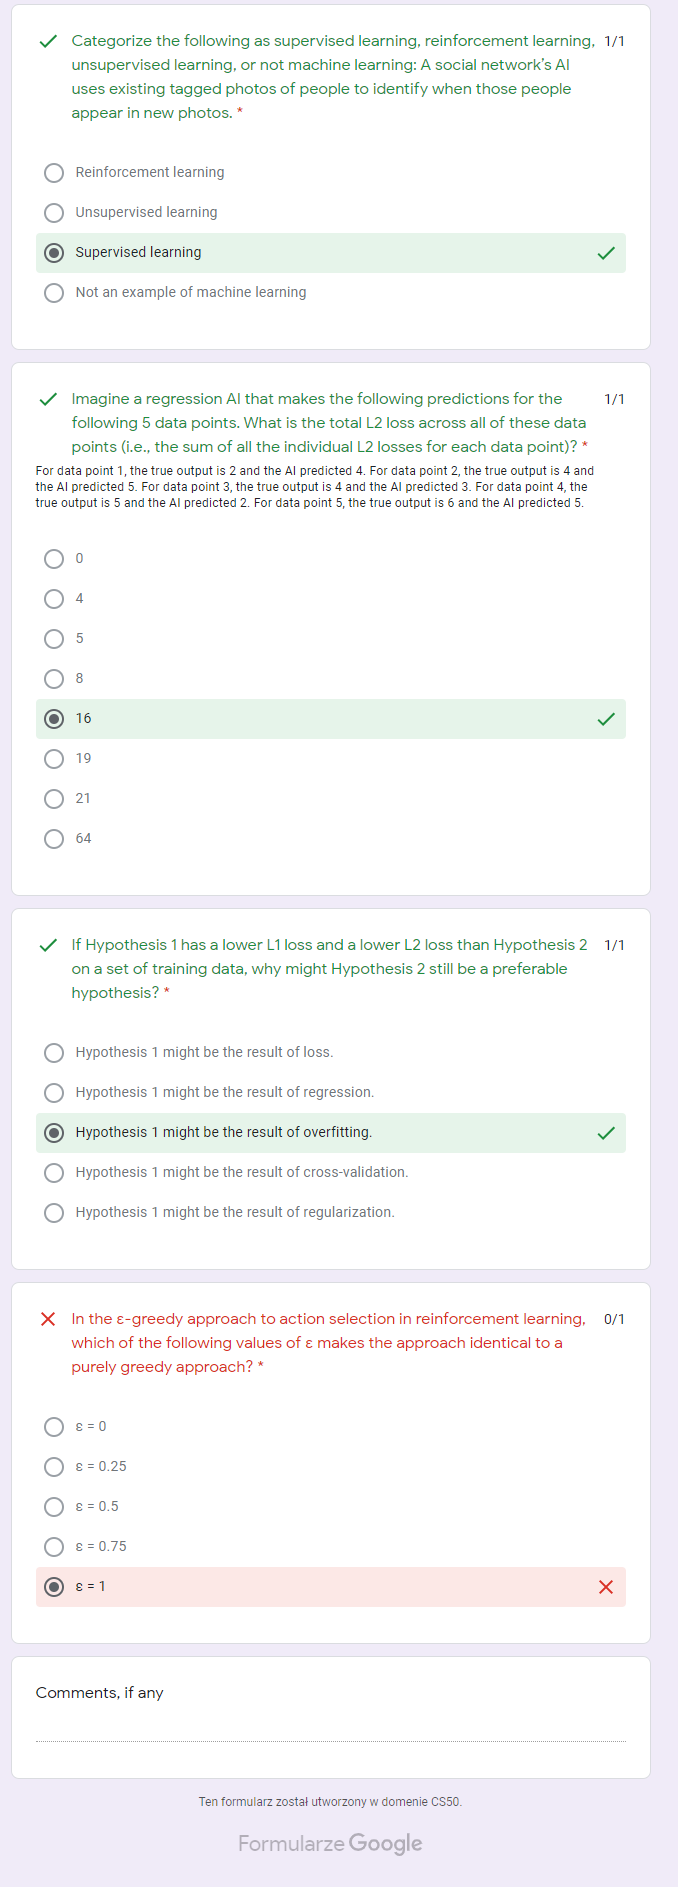 Categorize the following as supervised learning, reinforcement learning, 1/1
unsupervised learning, or not machine learning: A social network's AI
uses existing tagged photos of people to identify when those people
appear in new photos. *
Reinforcement learning
Unsupervised learning
Supervised learning
Not an example of machine learning
Imagine a regression AI that makes the following predictions for the 1/1
following 5 data points. What is the total L2 loss across all of these data
points (i.e., the sum of all the individual L2 losses for each data point)? *
For data point 1, the true output is 2 and the AI predicted 4. For data point 2, the true output is 4 and
the AI predicted 5. For data point 3, the true output is 4 and the AI predicted 3. For data point 4, the
true output is 5 and the AI predicted 2. For data point 5, the true output is 6 and the AI predicted 5.
0
4
5
8
16
19
21
64
If Hypothesis 1 has a lower L1 loss and a lower L2 loss than Hypothesis 2 1/1
on a set of training data, why might Hypothesis 2 still be a preferable
hypothesis? *
Hypothesis 1 might be the result of loss.
Hypothesis 1 might be the result of regression.
Hypothesis 1 might be the result of overfitting.
Hypothesis 1 might be the result of cross-validation.
Hypothesis 1 might be the result of regularization.
In the ε-greedy approach to action selection in reinforcement learning, 0/1
which of the following values of ε makes the approach identical to a
purely greedy approach? *
ε = 0
ε = 0.25
ε = 0.5
ε = 0.75
ε = 1
Comments, if any
Ten formularz został utworzony w domenie CS50.
Formularze Google